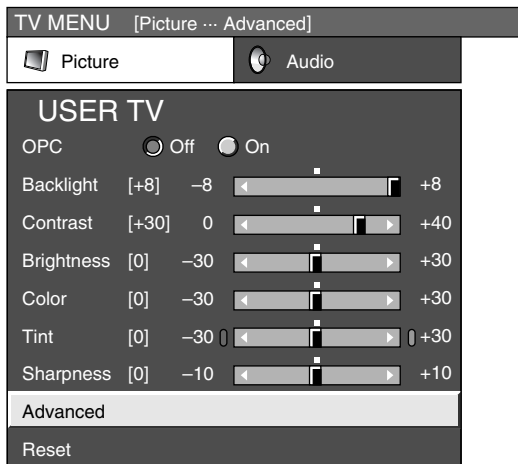 TV MENU [Picture ··· Advanced]
Picture Audio
USER TV
OPC Off On
Backlight [+8] –8 +8
Contrast [+30] 0 +40
Brightness [0] –30 +30
Color [0] –30 +30
Tint [0] –30 +30
Sharpness [0] –10 +10
Advanced
Reset